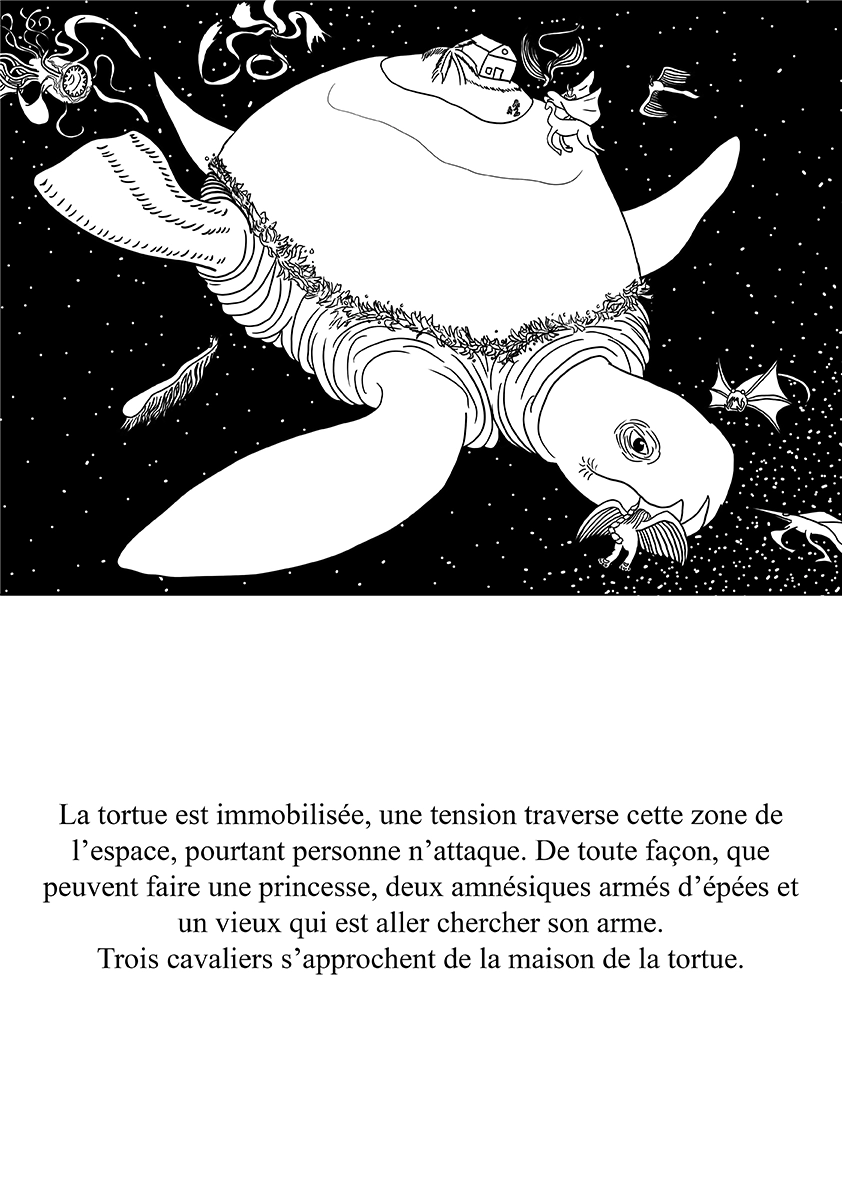 La tortue est immobilisée, une tension traverse cette zone de
l’espace, pourtant personne n’attaque. De toute façon, que
peuvent faire une princesse, deux amnésiques armés d’épées et
un vieux qui est aller chercher son arme.
Trois cavaliers s’approchent de la maison de la tortue.